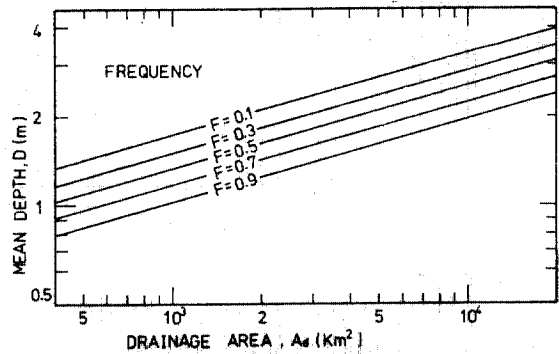 4
2
1
0.5
MEAN DEPTH, D (m)
FREQUENCY
F=0.1
F=0.3
F=0.5
F=0.7
F=0.9
5
10³
2
5
10⁴
DRAINAGE AREA, Ad (Km²)